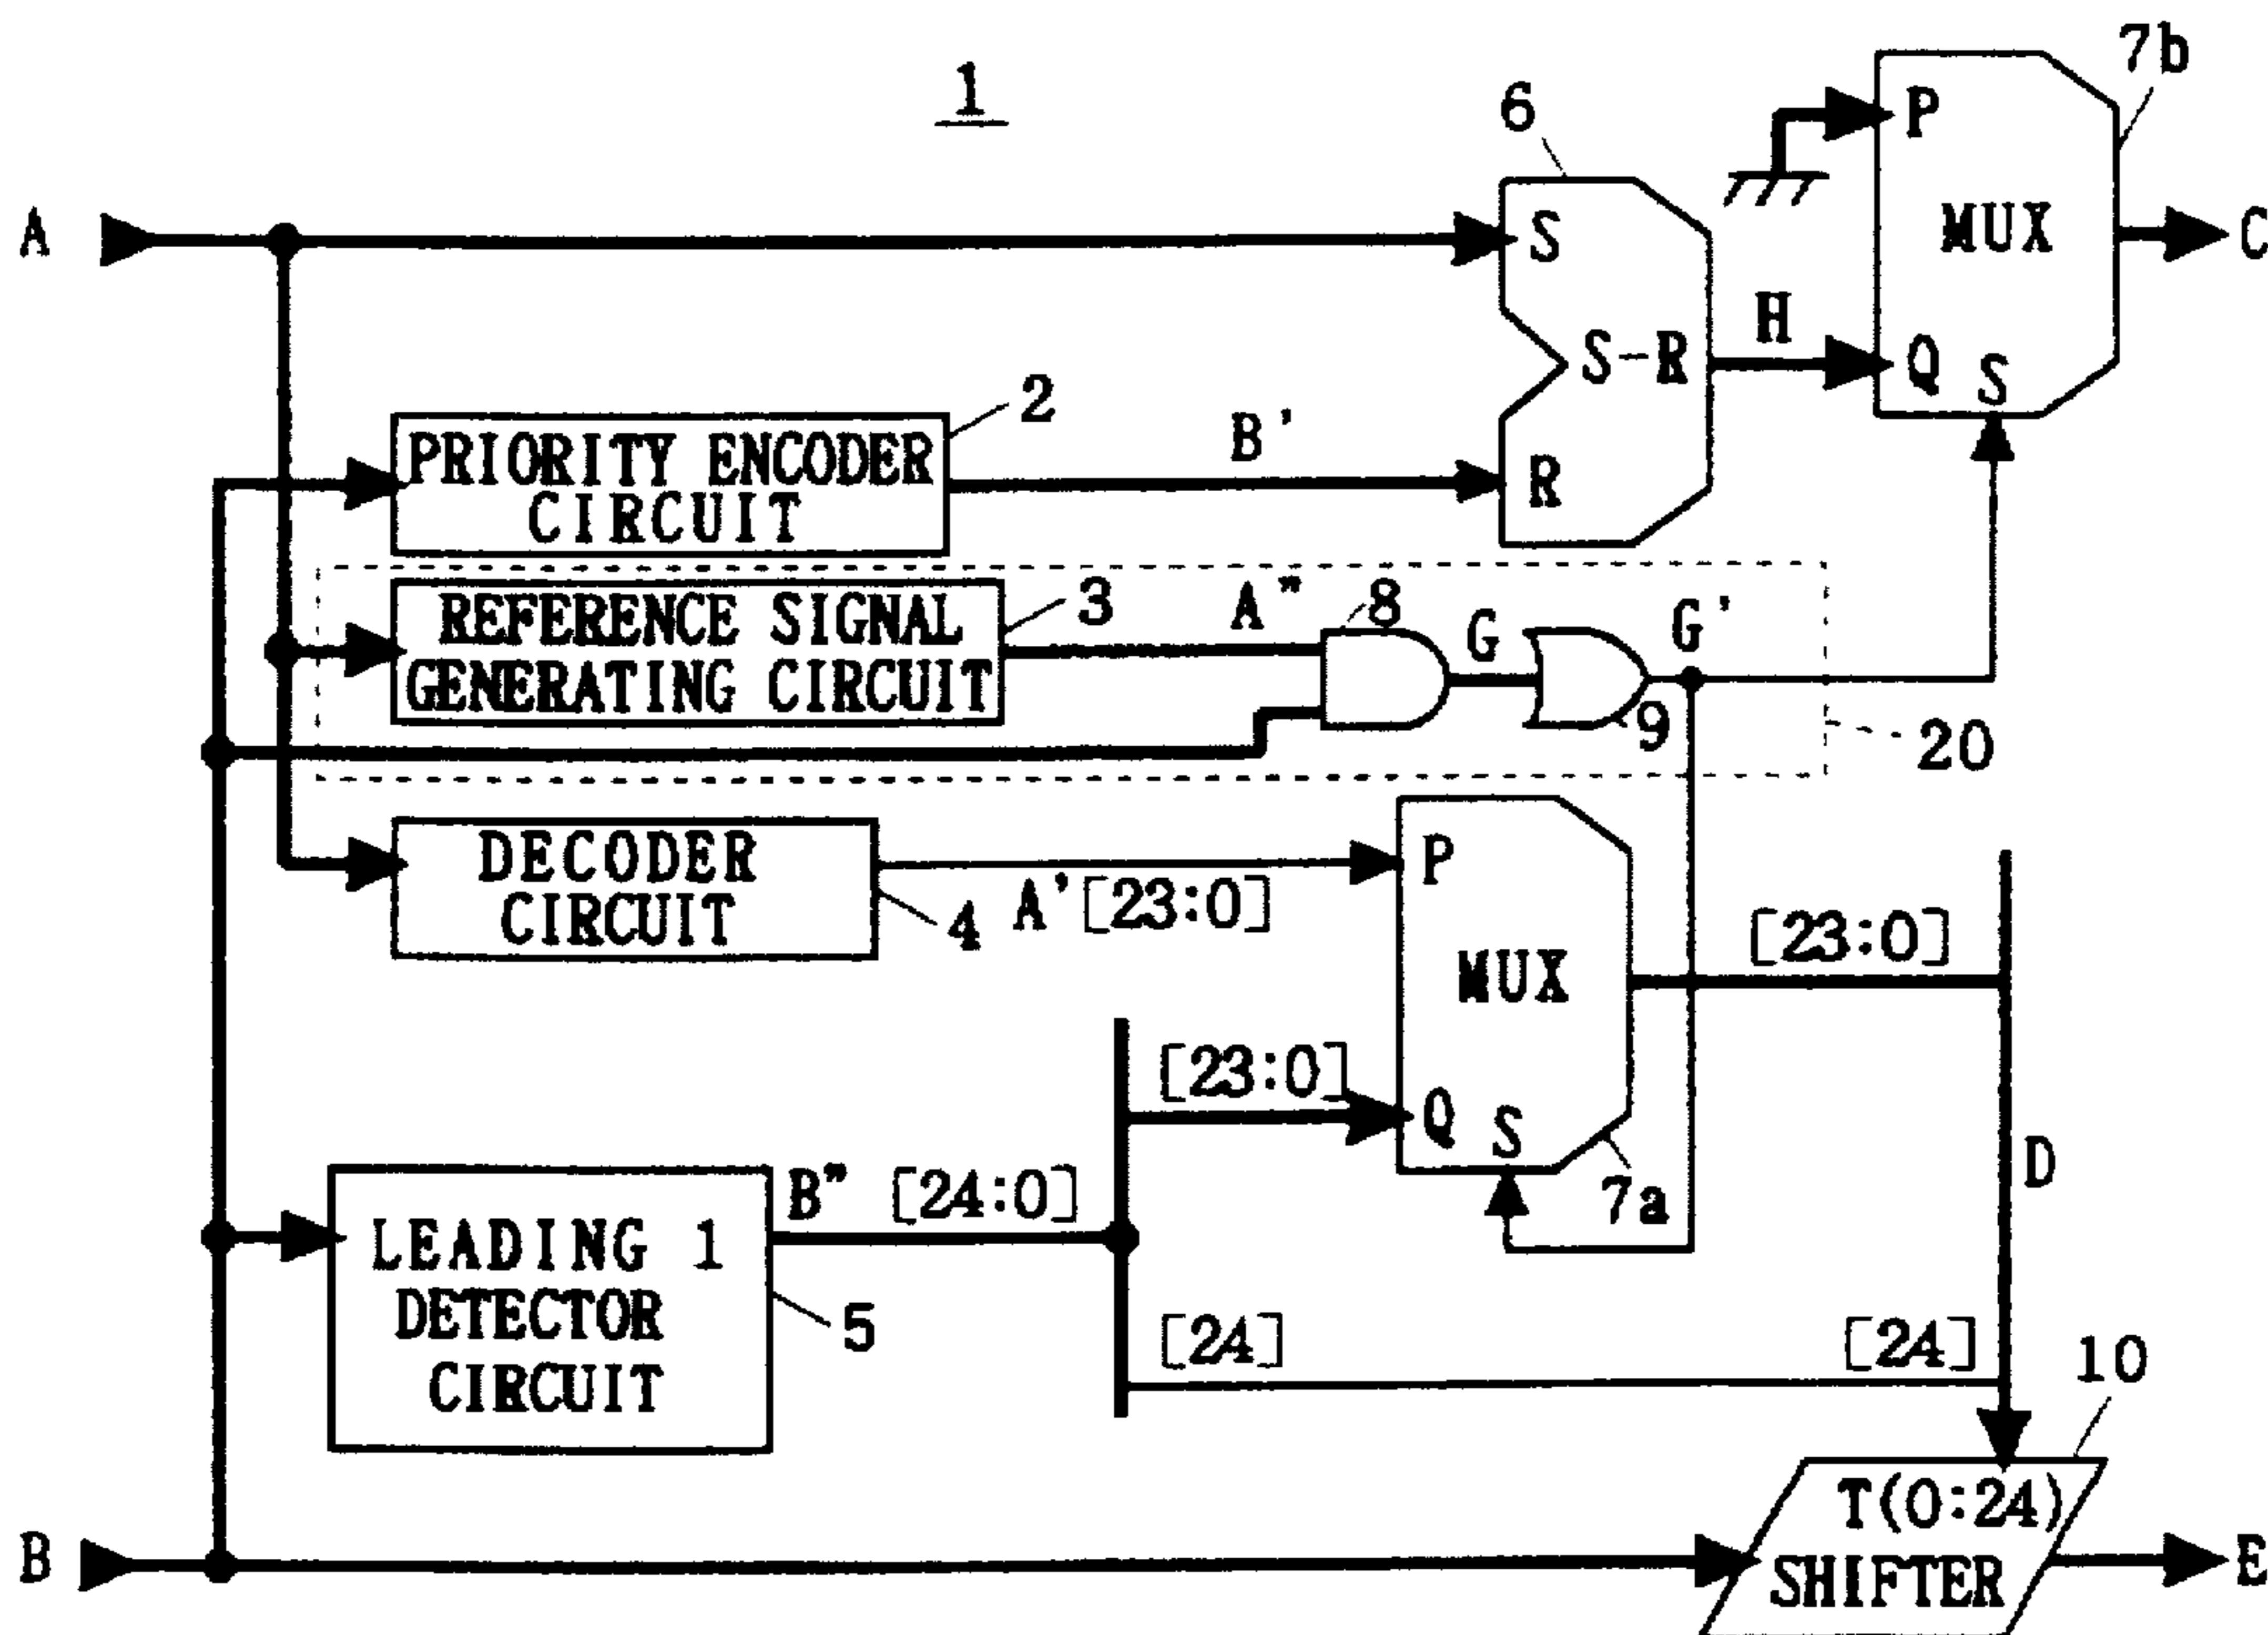 1
7b
6
P
A
S
MUX
C
H
S-R
Q
S
2
PRIORITY ENCODER
CIRCUIT
B'
R
REFERENCE SIGNAL
GENERATING CIRCUIT
3
A"
8
G
G'
9
20
DECODER
CIRCUIT
4
A'[23:0]
P
MUX
[23:0]
[23:0]
Q
S
7a
D
B" [24:0]
LEADING 1
DETECTOR
CIRCUIT
5
[24]
[24]
10
T(0:24)
SHIFTER
B
E